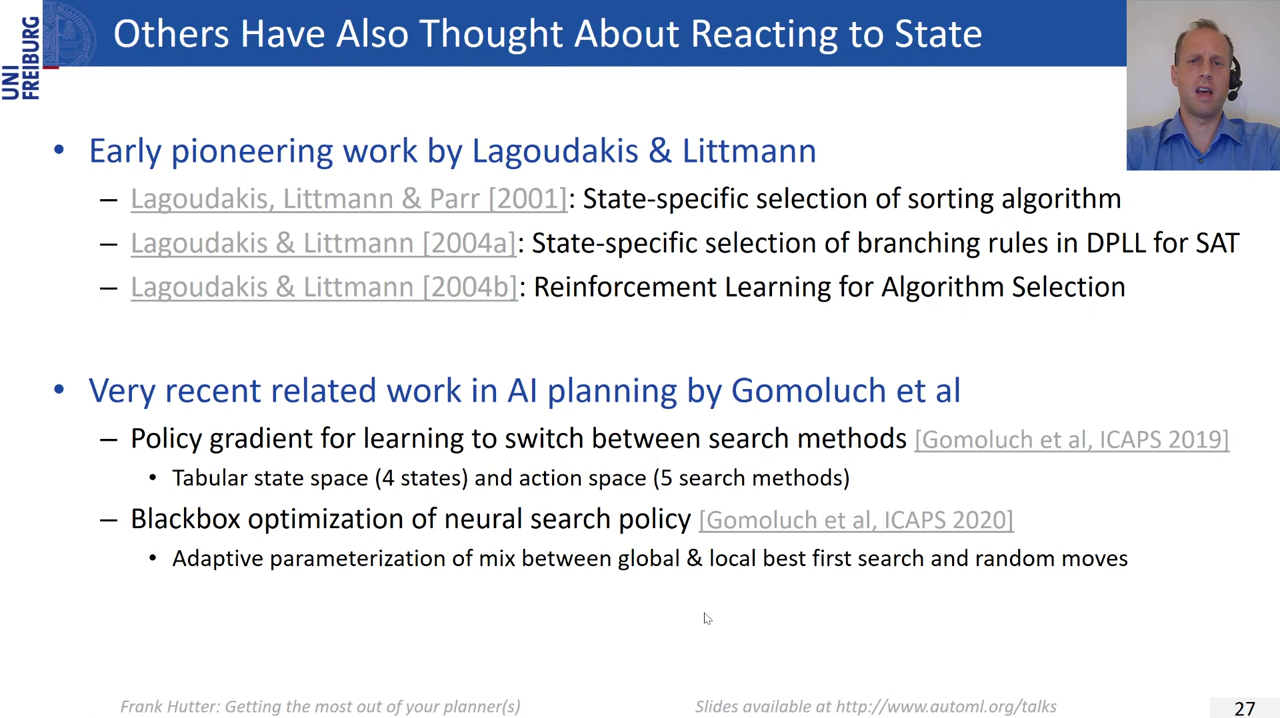 UNI
FREIBURG
Others Have Also Thought About Reacting to State
• Early pioneering work by Lagoudakis & Littmann
– Lagoudakis, Littmann & Parr [2001]: State-specific selection of sorting algorithm
– Lagoudakis & Littmann [2004a]: State-specific selection of branching rules in DPLL for SAT
– Lagoudakis & Littmann [2004b]: Reinforcement Learning for Algorithm Selection
• Very recent related work in AI planning by Gomoluch et al
– Policy gradient for learning to switch between search methods [Gomoluch et al, ICAPS 2019]
• Tabular state space (4 states) and action space (5 search methods)
– Blackbox optimization of neural search policy [Gomoluch et al, ICAPS 2020]
• Adaptive parameterization of mix between global & local best first search and random moves
Frank Hutter: Getting the most out of your planner(s)
Slides available at http://www.automl.org/talks
27